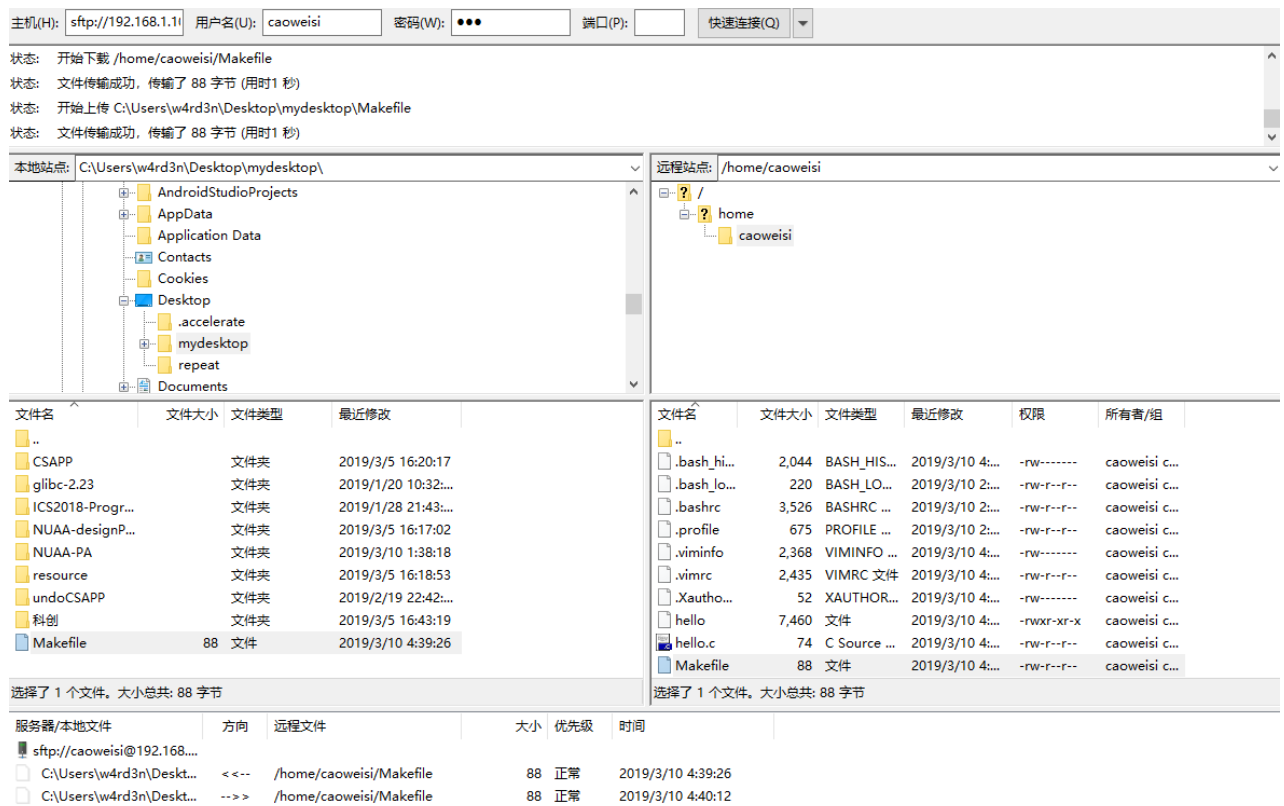 主机(H): sftp://192.168.1.10 用户名(U): caoweisi 密码(W): ●●● 端口(P): 快速连接(Q)
状态: 开始下载 /home/caoweisi/Makefile
状态: 文件传输成功，传输了 88 字节 (用时1 秒)
状态: 开始上传 C:\Users\w4rd3n\Desktop\mydesktop\Makefile
状态: 文件传输成功，传输了 88 字节 (用时1 秒)
本地站点: C:\Users\w4rd3n\Desktop\mydesktop\
AndroidStudioProjects
AppData
Application Data
Contacts
Cookies
Desktop
.accelerate
mydesktop
repeat
Documents
远程站点: /home/caoweisi
/
home
caoweisi
文件名 文件大小 文件类型 最近修改
..
CSAPP 文件夹 2019/3/5 16:20:17
glibc-2.23 文件夹 2019/1/20 10:32:...
ICS2018-Progr... 文件夹 2019/1/28 21:43:...
NUAA-designP... 文件夹 2019/3/5 16:17:02
NUAA-PA 文件夹 2019/3/10 1:38:18
resource 文件夹 2019/3/5 16:18:53
undoCSAPP 文件夹 2019/2/19 22:42:...
科创 文件夹 2019/3/5 16:43:19
Makefile 88 文件 2019/3/10 4:39:26
选择了 1 个文件。大小总共: 88 字节
文件名 文件大小 文件类型 最近修改 权限 所有者/组
..
.bash_hi... 2,044 BASH_HIS... 2019/3/10 4:... -rw------- caoweisi c...
.bash_lo... 220 BASH_LO... 2019/3/10 2:... -rw-r--r-- caoweisi c...
.bashrc 3,526 BASHRC ... 2019/3/10 2:... -rw-r--r-- caoweisi c...
.profile 675 PROFILE ... 2019/3/10 2:... -rw-r--r-- caoweisi c...
.viminfo 2,368 VIMINFO ... 2019/3/10 4:... -rw------- caoweisi c...
.vimrc 2,435 VIMRC 文件 2019/3/10 4:... -rw-r--r-- caoweisi c...
.Xautho... 52 XAUTHOR... 2019/3/10 4:... -rw------- caoweisi c...
hello 7,460 文件 2019/3/10 4:... -rwxr-xr-x caoweisi c...
hello.c 74 C Source ... 2019/3/10 4:... -rw-r--r-- caoweisi c...
Makefile 88 文件 2019/3/10 4:... -rw-r--r-- caoweisi c...
选择了 1 个文件。大小总共: 88 字节
服务器/本地文件 方向 远程文件 大小 优先级 时间
sftp://caoweisi@192.168....
C:\Users\w4rd3n\Deskt... <<-- /home/caoweisi/Makefile 88 正常 2019/3/10 4:39:26
C:\Users\w4rd3n\Deskt... -->> /home/caoweisi/Makefile 88 正常 2019/3/10 4:40:12